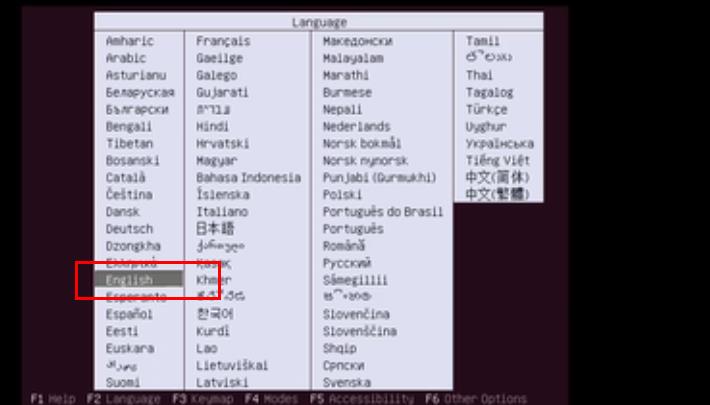 Language
Amharic
Arabic
Asturianu
Беларуская
Български
Bengali
Tibetan
Bosanski
Català
Čeština
Dansk
Deutsch
Dzongkha
Ελληνικά
English
Esperanto
Español
Eesti
Euskara
Suomi
Français
Gaeilge
Galego
Gujarati
עברית
Hindi
Hrvatski
Magyar
Bahasa Indonesia
Íslenska
Italiano
日本語
ქართული
Қазақ
Khmer
한국어
Kurdî
Lao
Lietuviškai
Latviski
Македонски
Malayalam
Marathi
Burmese
Nepali
Nederlands
Norsk bokmål
Norsk nynorsk
Punjabi (Gurmukhi)
Polski
Português do Brasil
Português
Română
Русский
Sámegillii
Slovenčina
Slovenščina
Shqip
Српски
Svenska
Tamil
Thai
Tagalog
Türkçe
Uyghur
Українська
Tiếng Việt
中文(简体)
中文(繁體)
F1 Help F2 Language F3 Keymap F4 Modes F5 Accessibility F6 Other Options